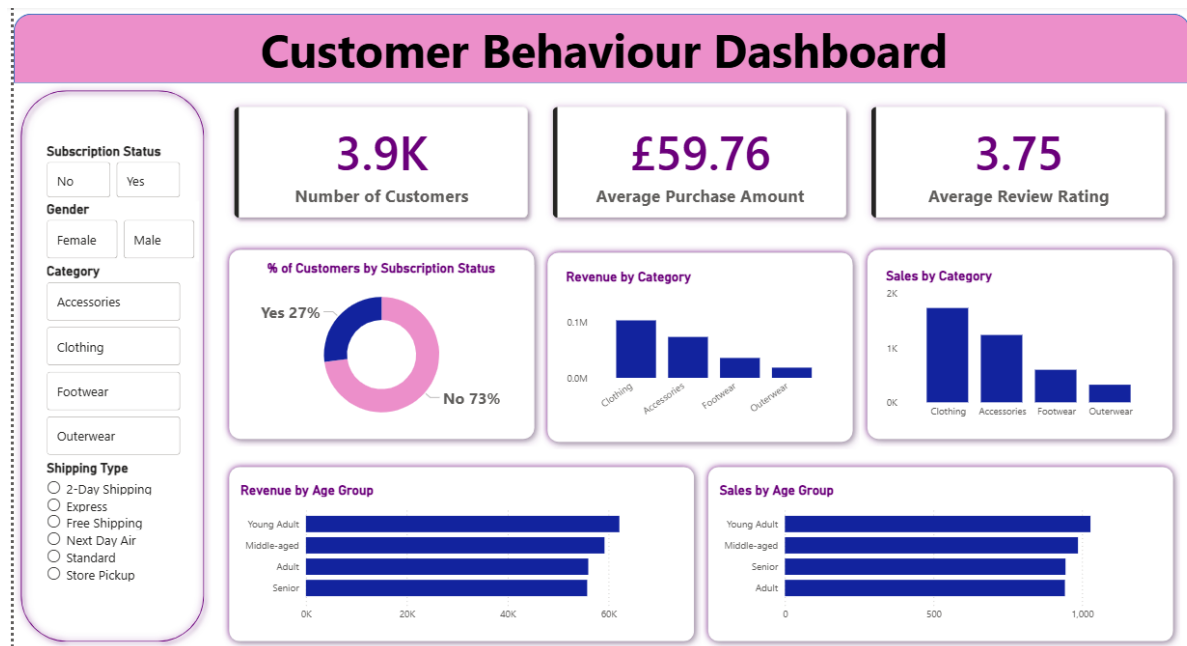 Customer Behaviour Dashboard
Subscription Status
No
Yes
Gender
Female
Male
Category
Accessories
Clothing
Footwear
Outerwear
Shipping Type
2-Day Shipping
Express
Free Shipping
Next Day Air
Standard
Store Pickup
3.9K
Number of Customers
£59.76
Average Purchase Amount
3.75
Average Review Rating
% of Customers by Subscription Status
Yes 27%
No 73%
Revenue by Category
0.1M
0.0M
Clothing
Accessories
Footwear
Outerwear
Sales by Category
2K
1K
0K
Clothing
Accessories
Footwear
Outerwear
Revenue by Age Group
Young Adult
Middle-aged
Adult
Senior
0K
20K
40K
60K
Sales by Age Group
Young Adult
Middle-aged
Senior
Adult
0
500
1,000